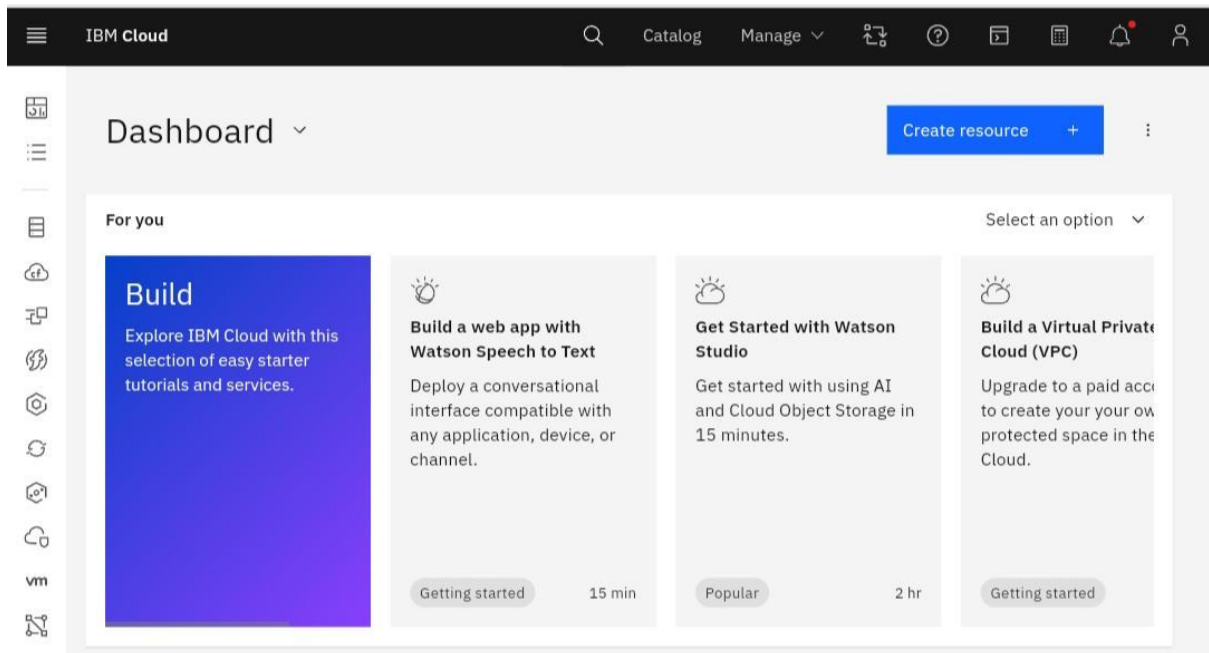 IBM Cloud
Catalog
Manage
Dashboard
Create resource +
For you
Select an option
Build
Explore IBM Cloud with this
selection of easy starter
tutorials and services.
Build a web app with
Watson Speech to Text
Deploy a conversational
interface compatible with
any application, device, or
channel.
Getting started
15 min
Get Started with Watson
Studio
Get started with using AI
and Cloud Object Storage in
15 minutes.
Popular
2 hr
Build a Virtual Private
Cloud (VPC)
Upgrade to a paid acc
to create your your ow
protected space in the
Cloud.
Getting started
cf
vm